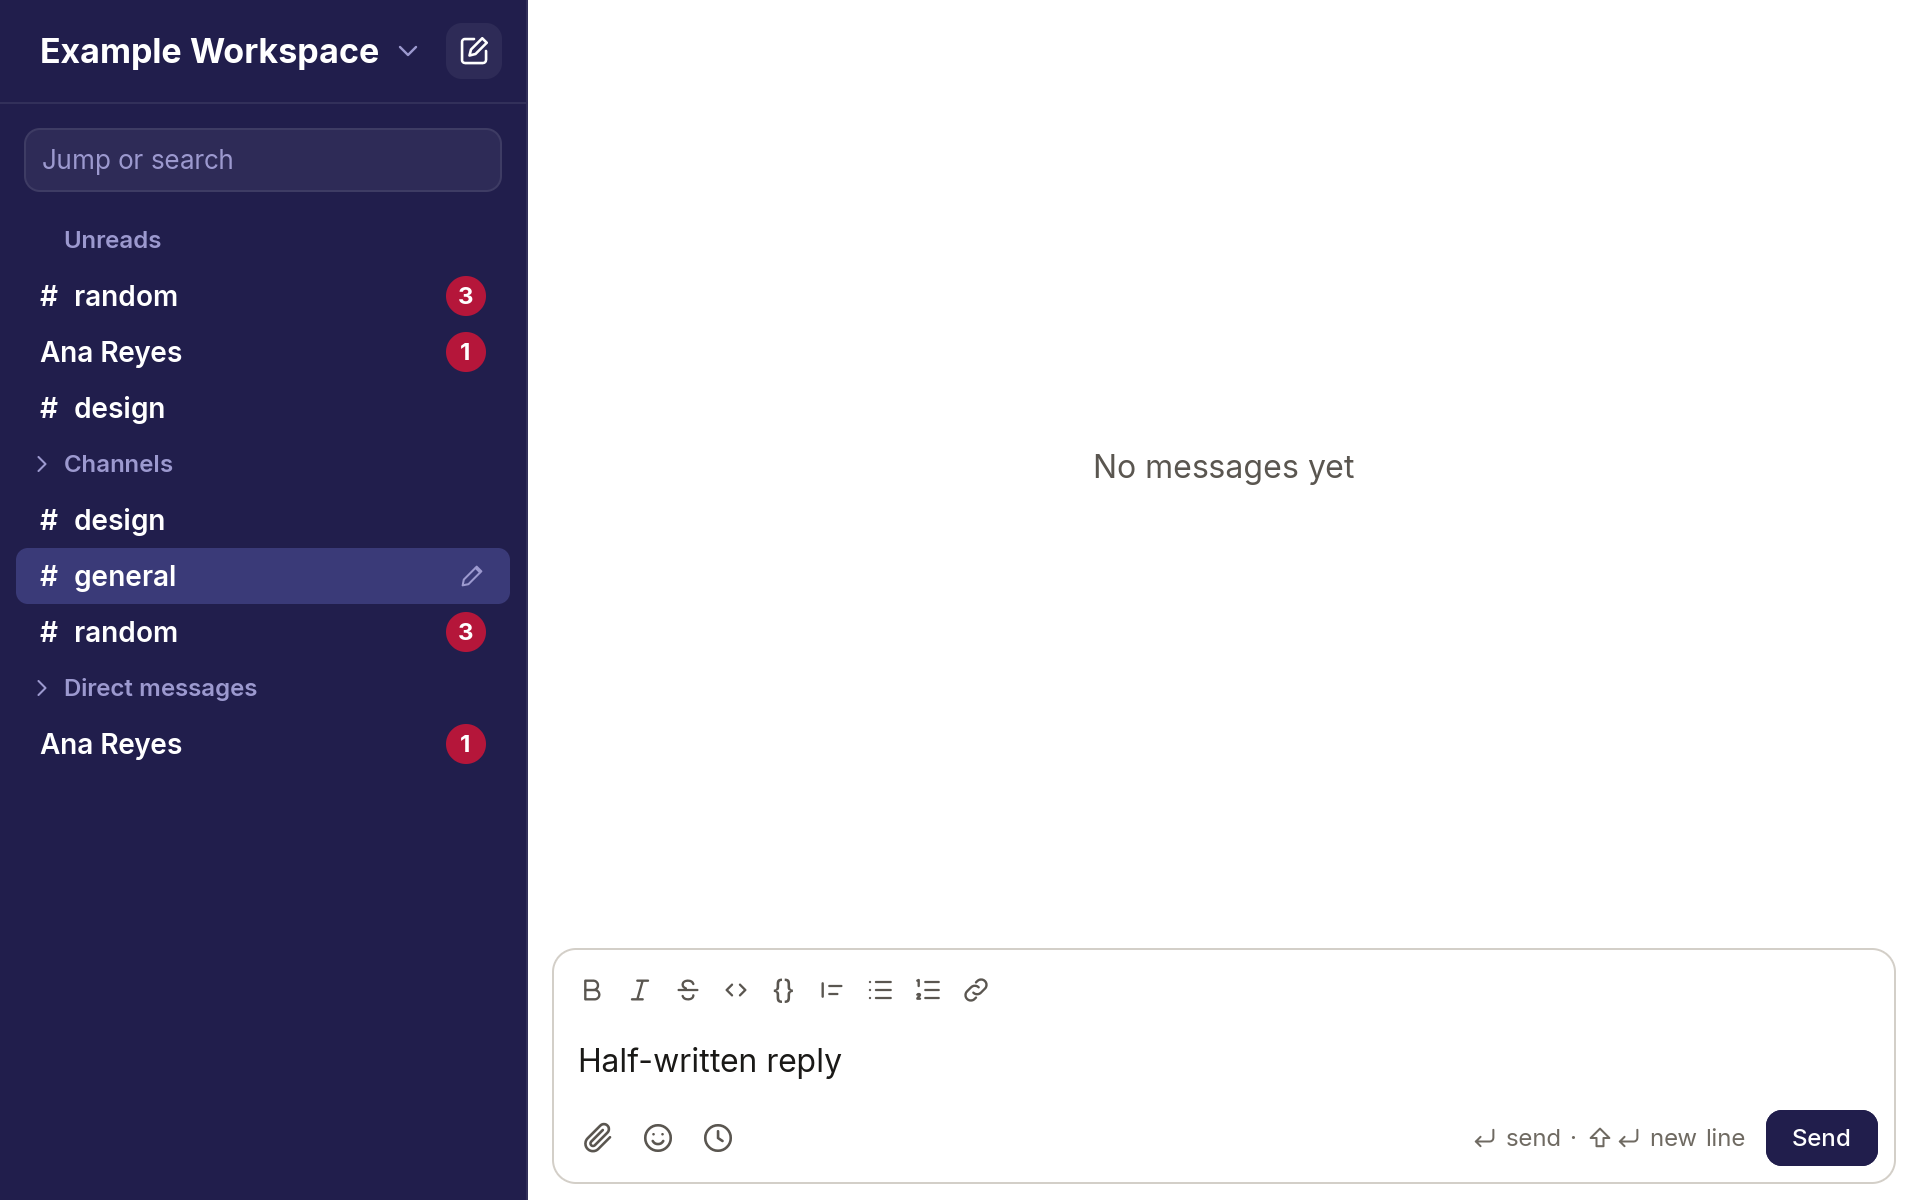 Example Workspace
Jump or search
Unreads
# random 3
Ana Reyes 1
# design
Channels
# design
# general
# random 3
Direct messages
Ana Reyes 1
No messages yet
Half-written reply
send · new line Send